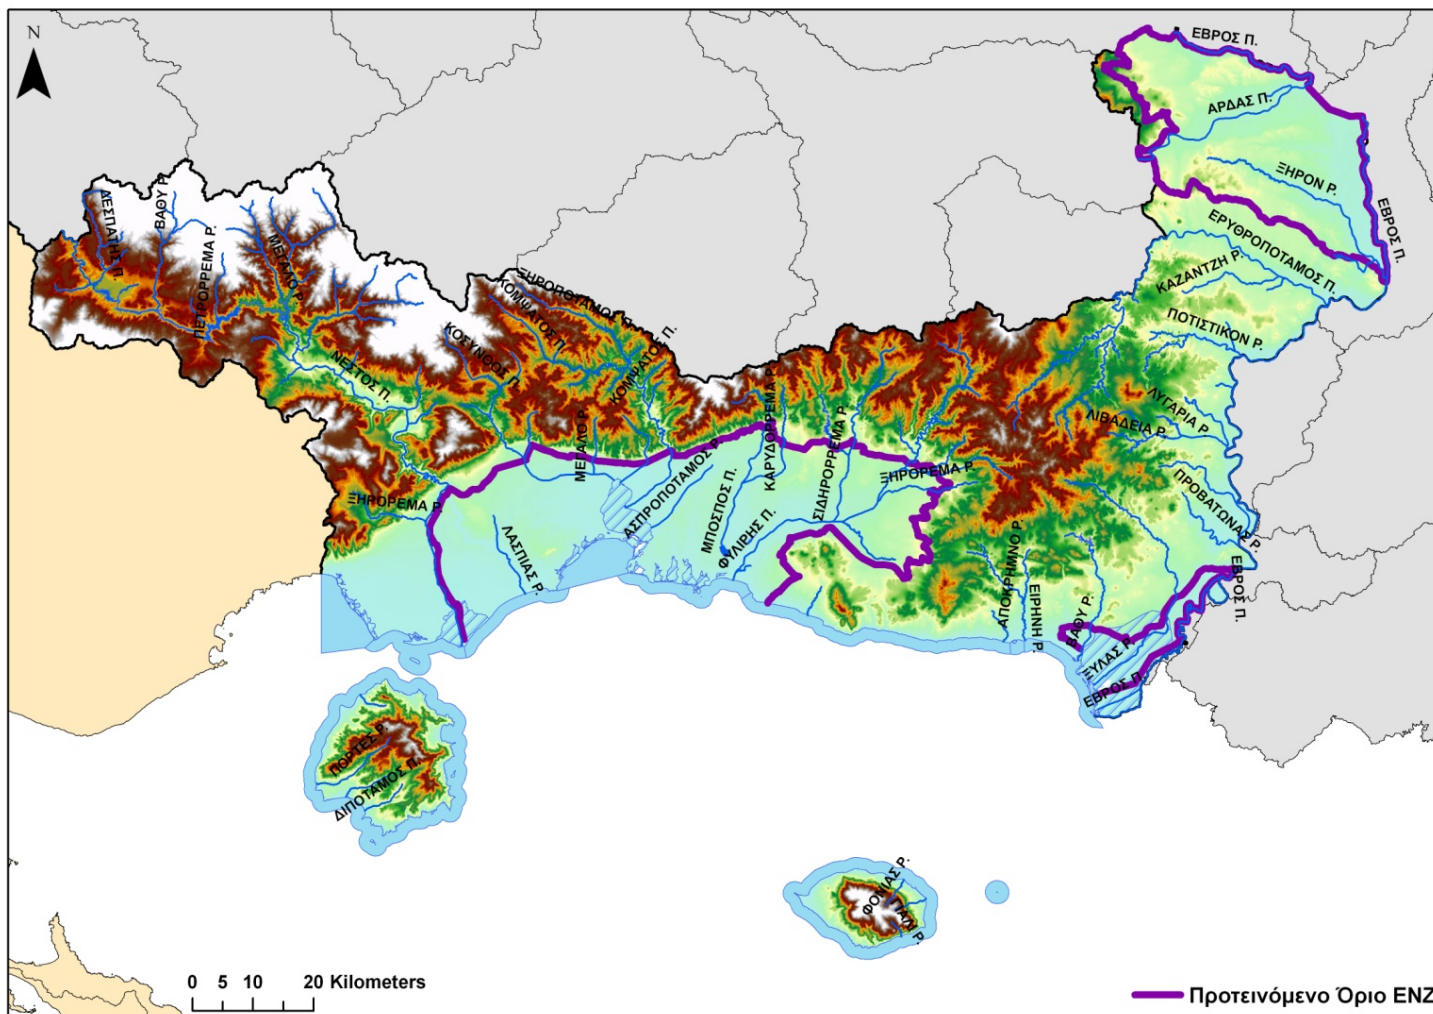 N
ΕΒΡΟΣ Π.
ΑΡΔΑΣ Π.
ΞΗΡΟΝ Ρ.
ΕΒΡΟΣ Π.
ΔΕΣΠΑΤΗΣ Π.
ΒΑΘΥ Ρ.
ΠΕΤΡΟΡΡΕΜΑ Ρ.
ΜΕΓΑΛΟ Ρ.
ΕΡΥΘΡΟΠΟΤΑΜΟΣ Π.
ΚΑΖΑΝΤΖΗ Ρ.
ΞΗΡΟΠΟΤΑΜΟΣ Π.
ΚΟΜΨΑΤΟΣ Π.
ΚΟΣΥΝΘΟΣ Π.
ΚΟΜΨΑΤΟΣ Π.
ΠΟΤΙΣΤΙΚΟΝ Ρ.
ΝΕΣΤΟΣ Π.
ΛΥΓΑΡΙΑ Ρ.
ΛΙΒΑΔΕΙΑ Ρ.
ΜΕΓΑΛΟ Ρ.
ΚΑΡΥΔΟΡΡΕΜΑ Ρ.
ΣΙΔΗΡΟΡΡΕΜΑ Ρ.
ΞΗΡΟΡΕΜΑ Ρ.
ΑΣΠΡΟΠΟΤΑΜΟΣ Ρ.
ΜΠΟΣΠΟΣ Π.
ΞΗΡΟΡΕΜΑ Ρ.
ΠΡΟΒΑΤΩΝΑΣ Ρ.
ΛΑΣΠΙΑΣ Ρ.
ΦΥΛΙΡΗΣ Π.
ΑΠΟΚΡΗΜΝΟ Ρ.
ΕΙΡΗΝΗ Ρ.
ΒΑΘΥ Ρ.
ΕΒΡΟΣ Π.
ΞΥΛΑΣ Ρ.
ΕΒΡΟΣ Π.
ΠΟΡΤΕΣ Ρ.
ΔΙΠΟΤΑΜΟΣ Π.
ΦΟΝΙΑΣ Ρ.
0 5 10 20 Kilometers
Προτεινόμενο Όριο ΕΝΖ